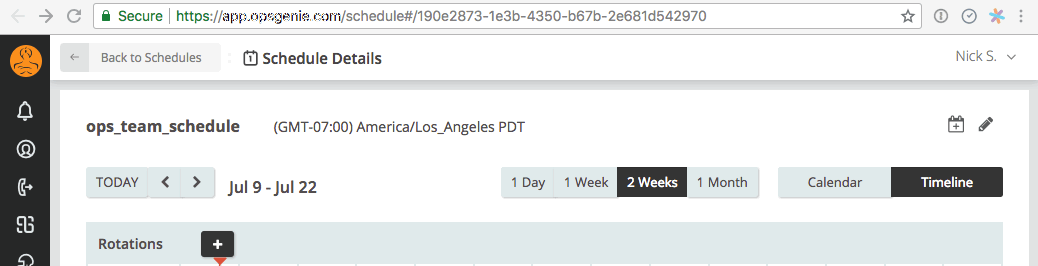 Secure https://app.opsgenie.com/schedule#/190e2873-1e3b-4350-b67b-2e681d542970
← Back to Schedules 1 Schedule Details Nick S.
ops_team_schedule (GMT-07:00) America/Los_Angeles PDT
TODAY < > Jul 9 - Jul 22 1 Day 1 Week 2 Weeks 1 Month Calendar Timeline
Rotations +